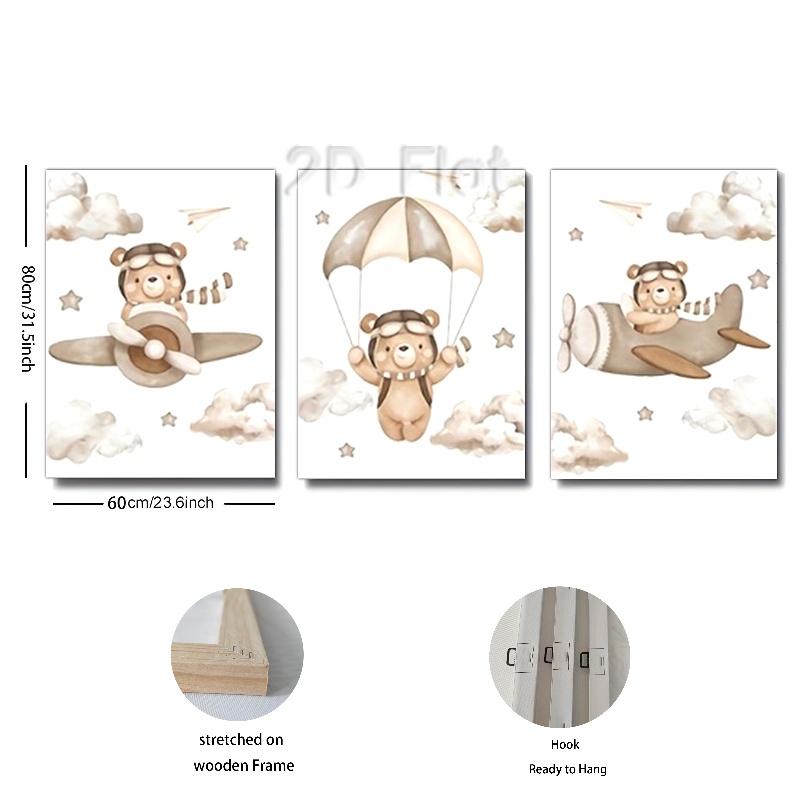 2D Flat
80cm/31.5inch
60cm/23.6inch
stretched on
wooden Frame
Hook
Ready to Hang